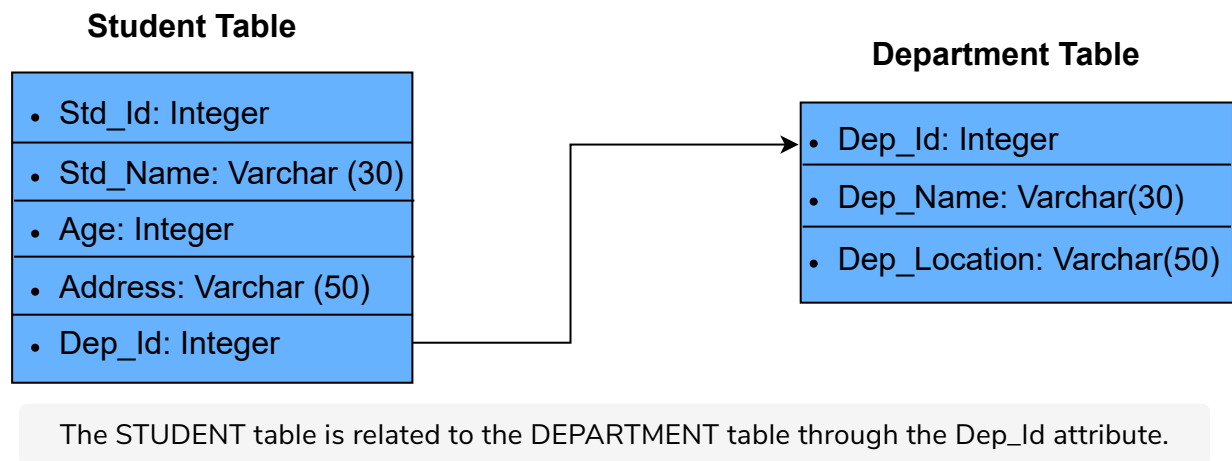 Student Table
• Std_Id: Integer
• Std_Name: Varchar (30)
• Age: Integer
• Address: Varchar (50)
• Dep_Id: Integer
Department Table
• Dep_Id: Integer
• Dep_Name: Varchar(30)
• Dep_Location: Varchar(50)
The STUDENT table is related to the DEPARTMENT table through the Dep_Id attribute.